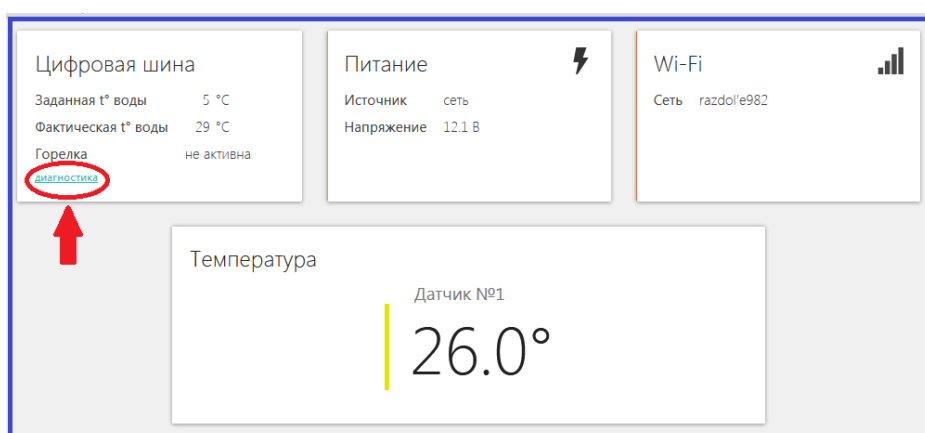 Цифровая шина
Заданная t° воды 5 °C
Фактическая t° воды 29 °C
Горелка не активна
диагностика
Питание
Источник сеть
Напряжение 12.1 В
Wi-Fi
Сеть razdol'e982
Температура
Датчик №1
26.0°